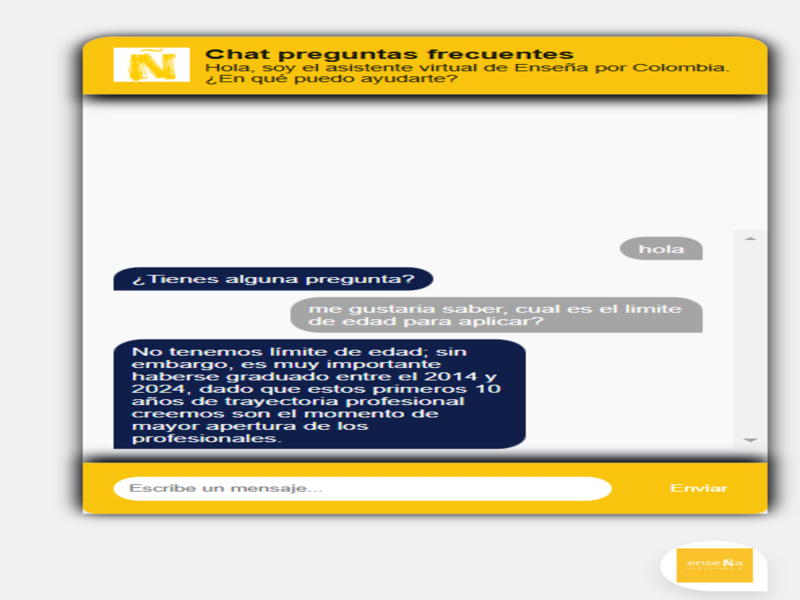 Ñ
Chat preguntas frecuentes
Hola, soy el asistente virtual de Enseña por Colombia.
¿En qué puedo ayudarte?
hola
¿Tienes alguna pregunta?
me gustaria saber, cual es el limite
de edad para aplicar?
No tenemos límite de edad; sin
embargo, es muy importante
haberse graduado entre el 2014 y
2024, dado que estos primeros 10
años de trayectoria profesional
creemos son el momento de
mayor apertura de los
profesionales.
Escribe un mensaje...
Enviar
enseÑa